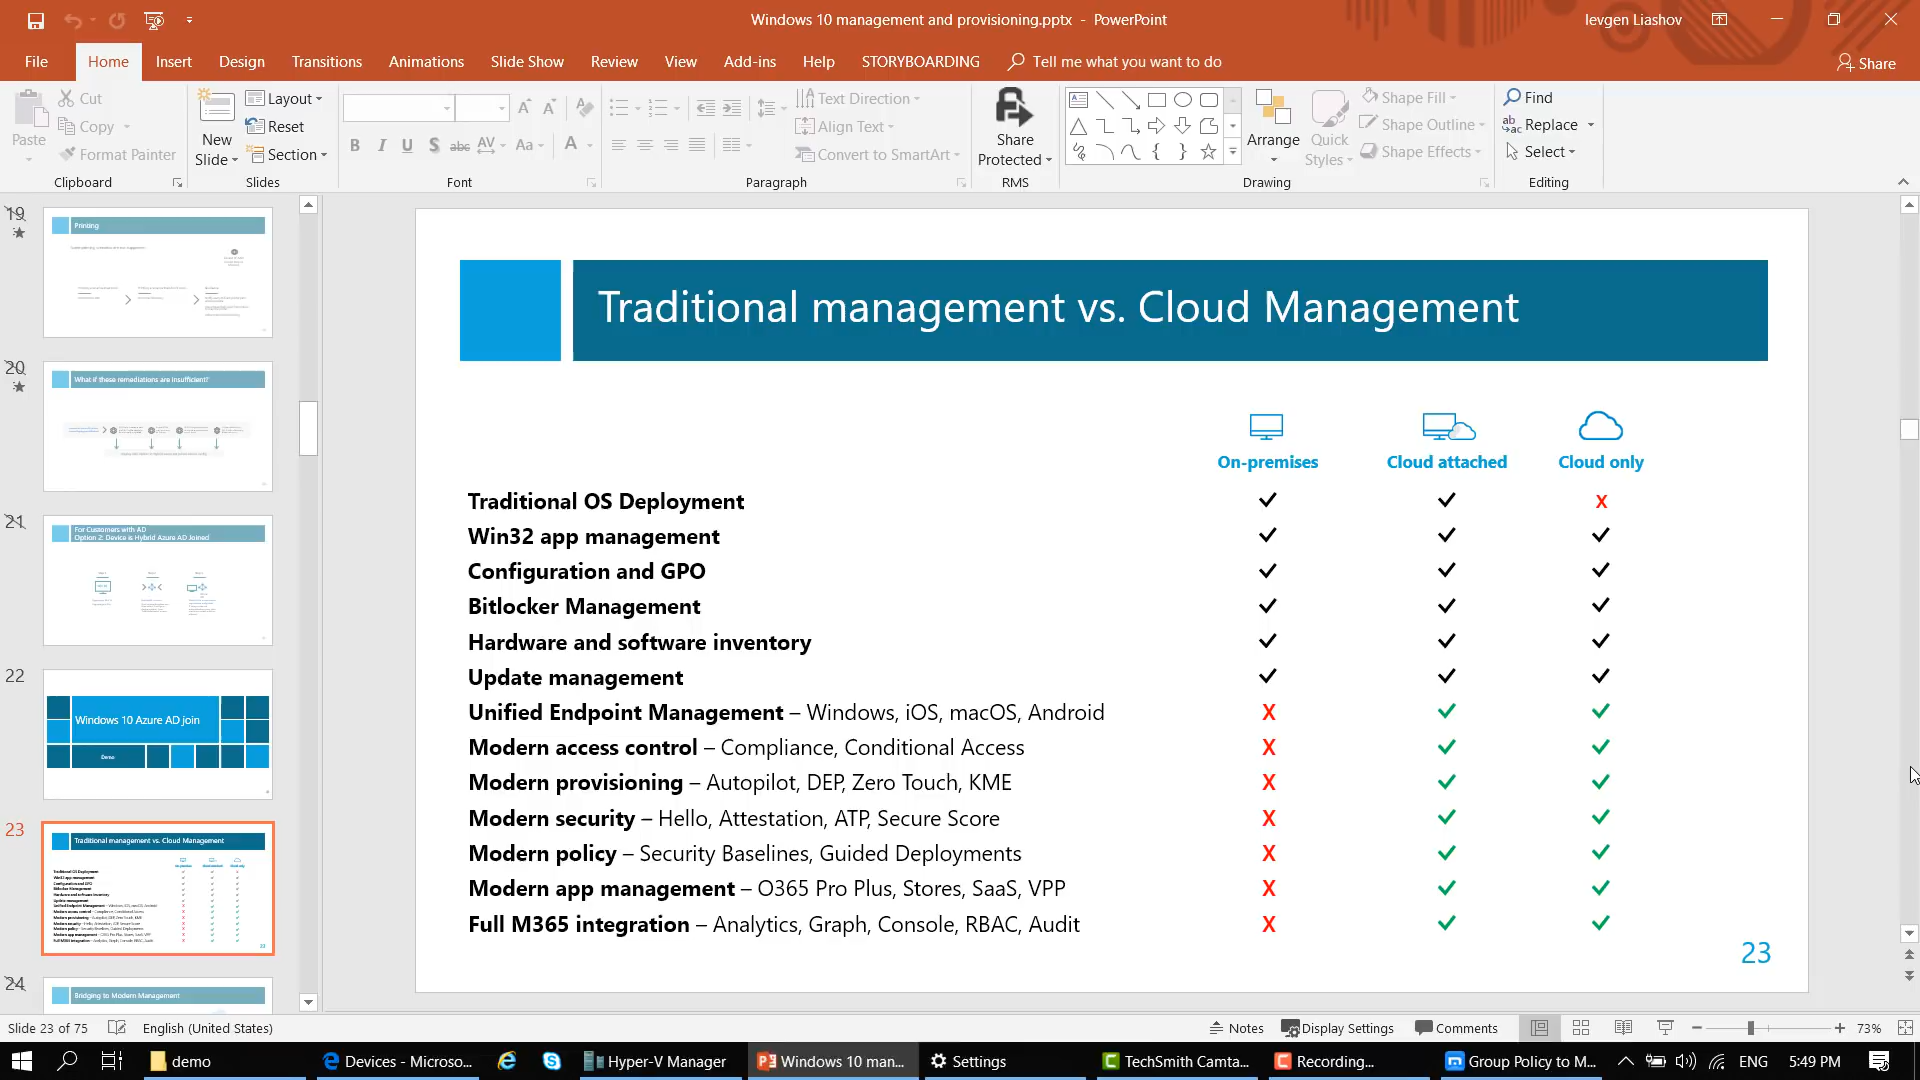 Windows 10 management and provisioning.pptx - PowerPoint
Ievgen Liashov
File Home Insert Design Transitions Animations Slide Show Review View Add-ins Help STORYBOARDING Tell me what you want to do Share
Paste
Cut
Copy
Format Painter
Clipboard
New Slide
Layout
Reset
Section
Slides
Font
Text Direction
Align Text
Convert to SmartArt
Paragraph
Share Protected
RMS
Arrange
Quick Styles
Shape Fill
Shape Outline
Shape Effects
Drawing
Find
Replace
Select
Editing
19
Printing
20
What if these remediations are insufficient?
21
For Customers with AD
Option 2: Device is Hybrid Azure AD Joined
22
Windows 10 Azure AD join
Demo
23
Traditional management vs. Cloud Management
24
Bridging to Modern Management
Traditional management vs. Cloud Management
On-premises Cloud attached Cloud only
Traditional OS Deployment ✓ ✓ X
Win32 app management ✓ ✓ ✓
Configuration and GPO ✓ ✓ ✓
Bitlocker Management ✓ ✓ ✓
Hardware and software inventory ✓ ✓ ✓
Update management ✓ ✓ ✓
Unified Endpoint Management – Windows, iOS, macOS, Android X ✓ ✓
Modern access control – Compliance, Conditional Access X ✓ ✓
Modern provisioning – Autopilot, DEP, Zero Touch, KME X ✓ ✓
Modern security – Hello, Attestation, ATP, Secure Score X ✓ ✓
Modern policy – Security Baselines, Guided Deployments X ✓ ✓
Modern app management – O365 Pro Plus, Stores, SaaS, VPP X ✓ ✓
Full M365 integration – Analytics, Graph, Console, RBAC, Audit X ✓ ✓
23
Slide 23 of 75 English (United States) Notes Display Settings Comments 73%
demo Devices - Microso... Hyper-V Manager Windows 10 man... Settings TechSmith Camta... Recording... Group Policy to M... ENG 5:49 PM